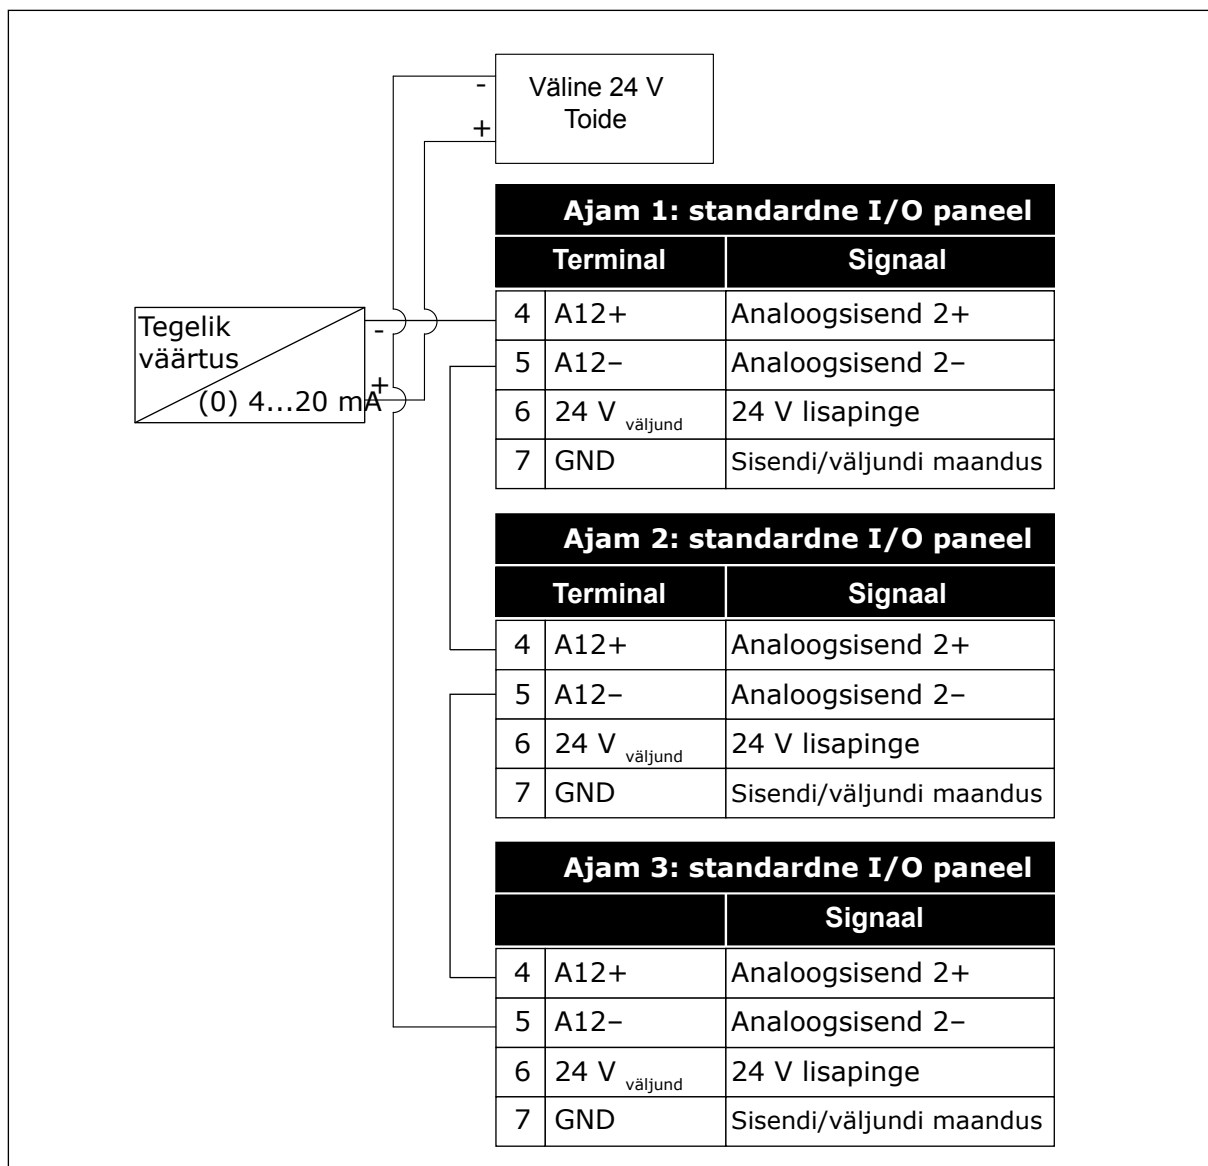 -
Väline 24 V
Toide
+
Ajam 1: standardne I/O paneel
Terminal Signaal
Tegelik
väärtus
-
+
(0) 4...20 mA
4 A12+ Analoogsisend 2+
5 A12– Analoogsisend 2–
6 24 V väljund 24 V lisapinge
7 GND Sisendi/väljundi maandus
Ajam 2: standardne I/O paneel
Terminal Signaal
4 A12+ Analoogsisend 2+
5 A12– Analoogsisend 2–
6 24 V väljund 24 V lisapinge
7 GND Sisendi/väljundi maandus
Ajam 3: standardne I/O paneel
Signaal
4 A12+ Analoogsisend 2+
5 A12– Analoogsisend 2–
6 24 V väljund 24 V lisapinge
7 GND Sisendi/väljundi maandus